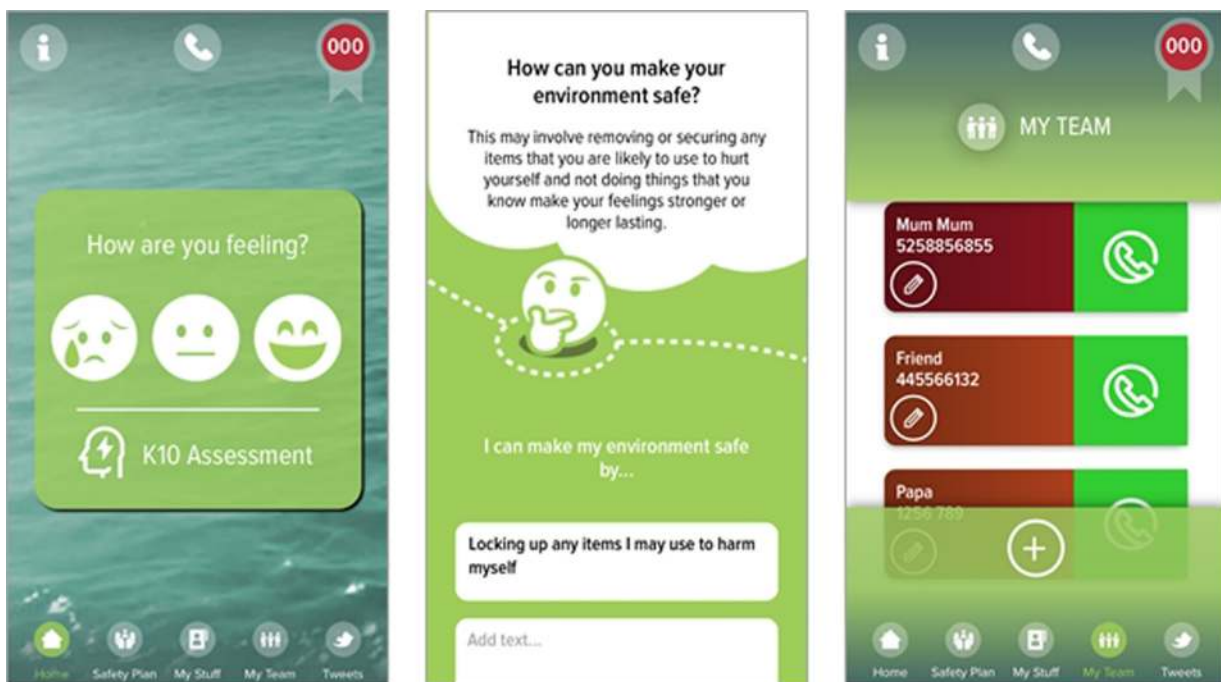 000
How are you feeling?
K10 Assessment
Home
Safety Plan
My Stuff
My Team
Tweets
How can you make your
environment safe?
This may involve removing or securing any
items that you are likely to use to hurt
yourself and not doing things that you
know make your feelings stronger or
longer lasting.
I can make my environment safe
by...
Locking up any items I may use to harm
myself
Add text...
000
MY TEAM
Mum Mum
5258856855
Friend
445566132
Papa
1256 789
Home
Safety Plan
My Stuff
My Team
Tweets